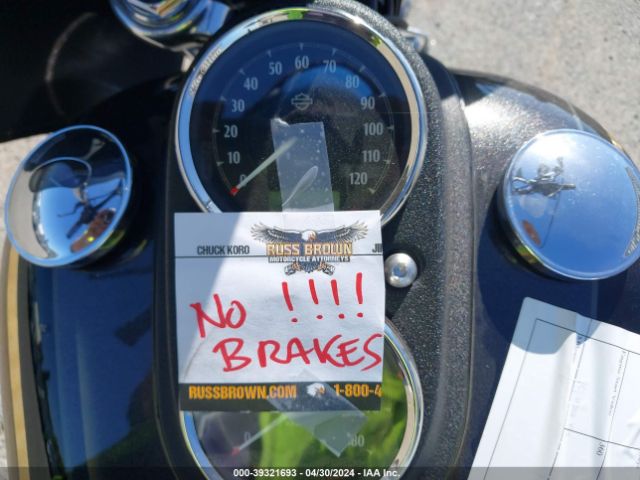 10 20 30 40 50 60 70 80 90 100 110 120
CHUCK KORO
RUSS BROWN
MOTORCYCLE ATTORNEYS
No !!!!
BRAKES
RUSSBROWN.COM 1-800-4
0 80
000-39321693 - 04/30/2024 - IAA Inc.